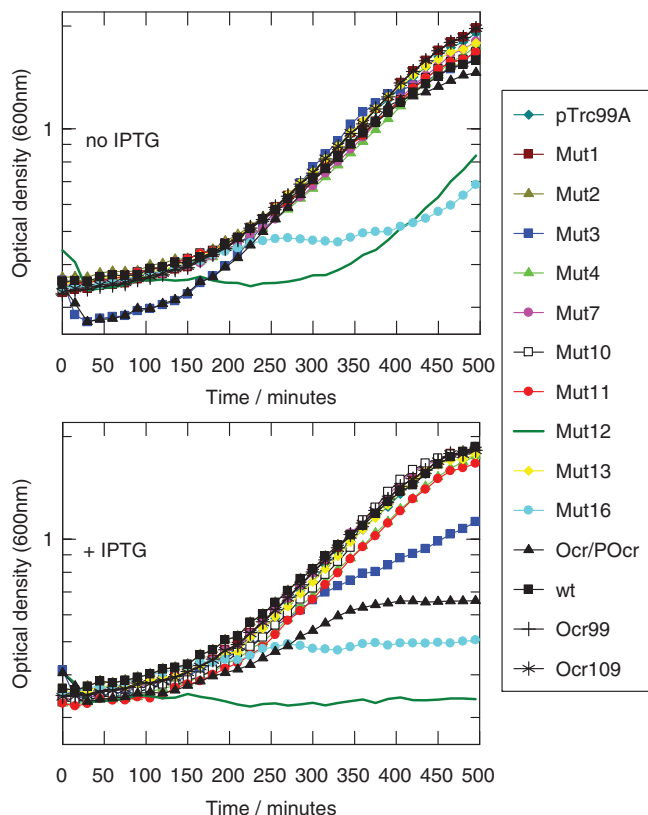 Optical density (600nm)
1
no IPTG
0 50 100 150 200 250 300 350 400 450 500
Time / minutes
Optical density (600nm)
1
+ IPTG
0 50 100 150 200 250 300 350 400 450 500
Time / minutes
pTrc99A
Mut1
Mut2
Mut3
Mut4
Mut7
Mut10
Mut11
Mut12
Mut13
Mut16
Ocr/POcr
wt
Ocr99
Ocr109